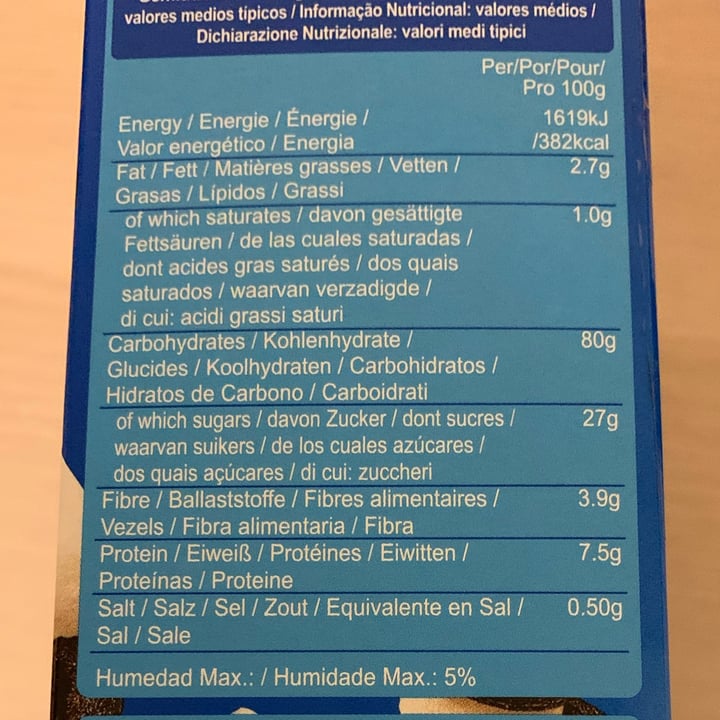 valores medios típicos / Informação Nutricional: valores médios /
Dichiarazione Nutrizionale: valori medi tipici
Per/Por/Pour/
Pro 100g
Energy / Energie / Énergie /
Valor energético / Energia
1619kJ
/382kcal
Fat / Fett / Matières grasses / Vetten /
Grasas / Lípidos / Grassi
2.7g
of which saturates / davon gesättigte
Fettsäuren / de las cuales saturadas /
dont acides gras saturés / dos quais
saturados / waarvan verzadigde /
di cui: acidi grassi saturi
1.0g
Carbohydrates / Kohlenhydrate /
Glucides / Koolhydraten / Carbohidratos /
Hidratos de Carbono / Carboidrati
80g
of which sugars / davon Zucker / dont sucres /
waarvan suikers / de los cuales azúcares /
dos quais açúcares / di cui: zuccheri
27g
Fibre / Ballaststoffe / Fibres alimentaires /
Vezels / Fibra alimentaria / Fibra
3.9g
Protein / Eiweiß / Protéines / Eiwitten /
Proteínas / Proteine
7.5g
Salt / Salz / Sel / Zout / Equivalente en Sal /
Sal / Sale
0.50g
Humedad Max.: / Humidade Max.: 5%